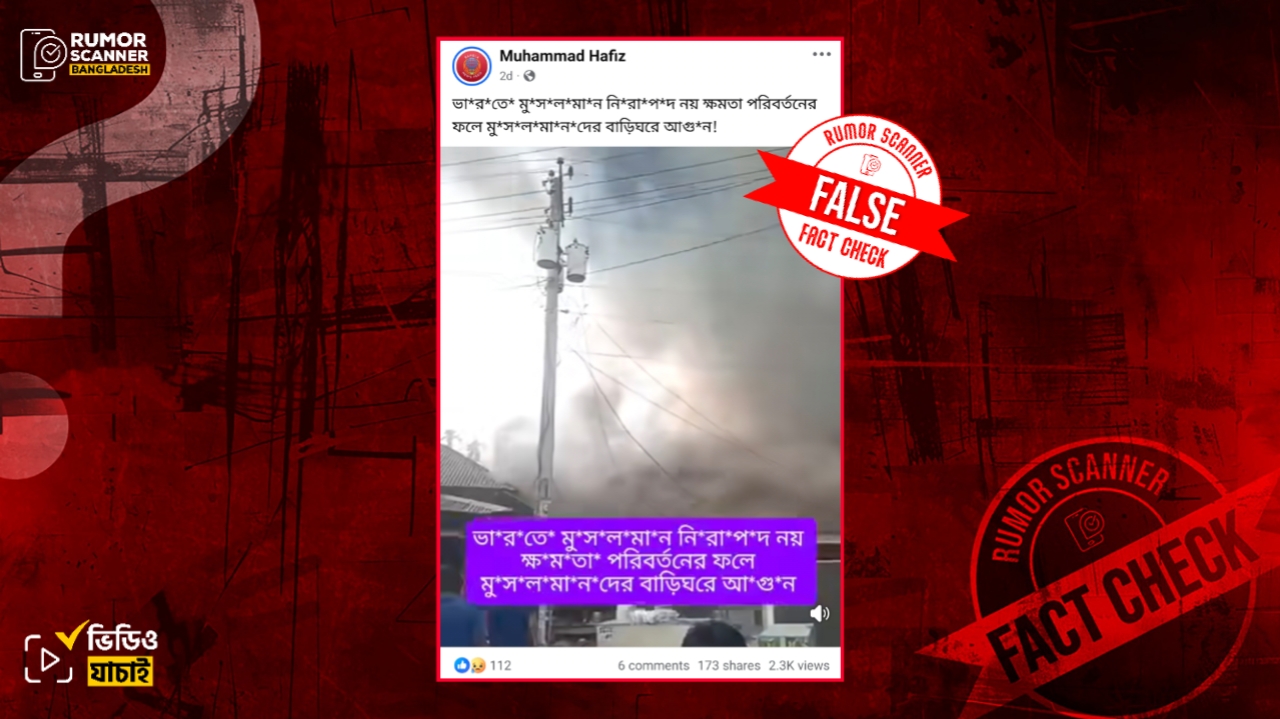 RUMOR
SCANNER
BANGLADESH
Muhammad Hafiz
2d
ভা*র*তে* মু*স*ল*মা*ন নি*রা*প*দ নয় ক্ষমতা পরিবর্তনের
ফলে মু*স*ল*মা*ন*দের বাড়িঘরে আগু*ন!
RUMOR SCANNER
FALSE
FACT CHECK
ভা*র*তে* মু*স*ল*মা*ন নি*রা*প*দ নয়
ক্ষ*ম*তা* পরিবর্তনের ফলে
মু*স*ল*মা*ন*দের বাড়িঘরে আ*গু*ন
112
6 comments 173 shares 2.3K views
ভিডিও
যাচাই
RUMOR SCANNER
FACT CHECK